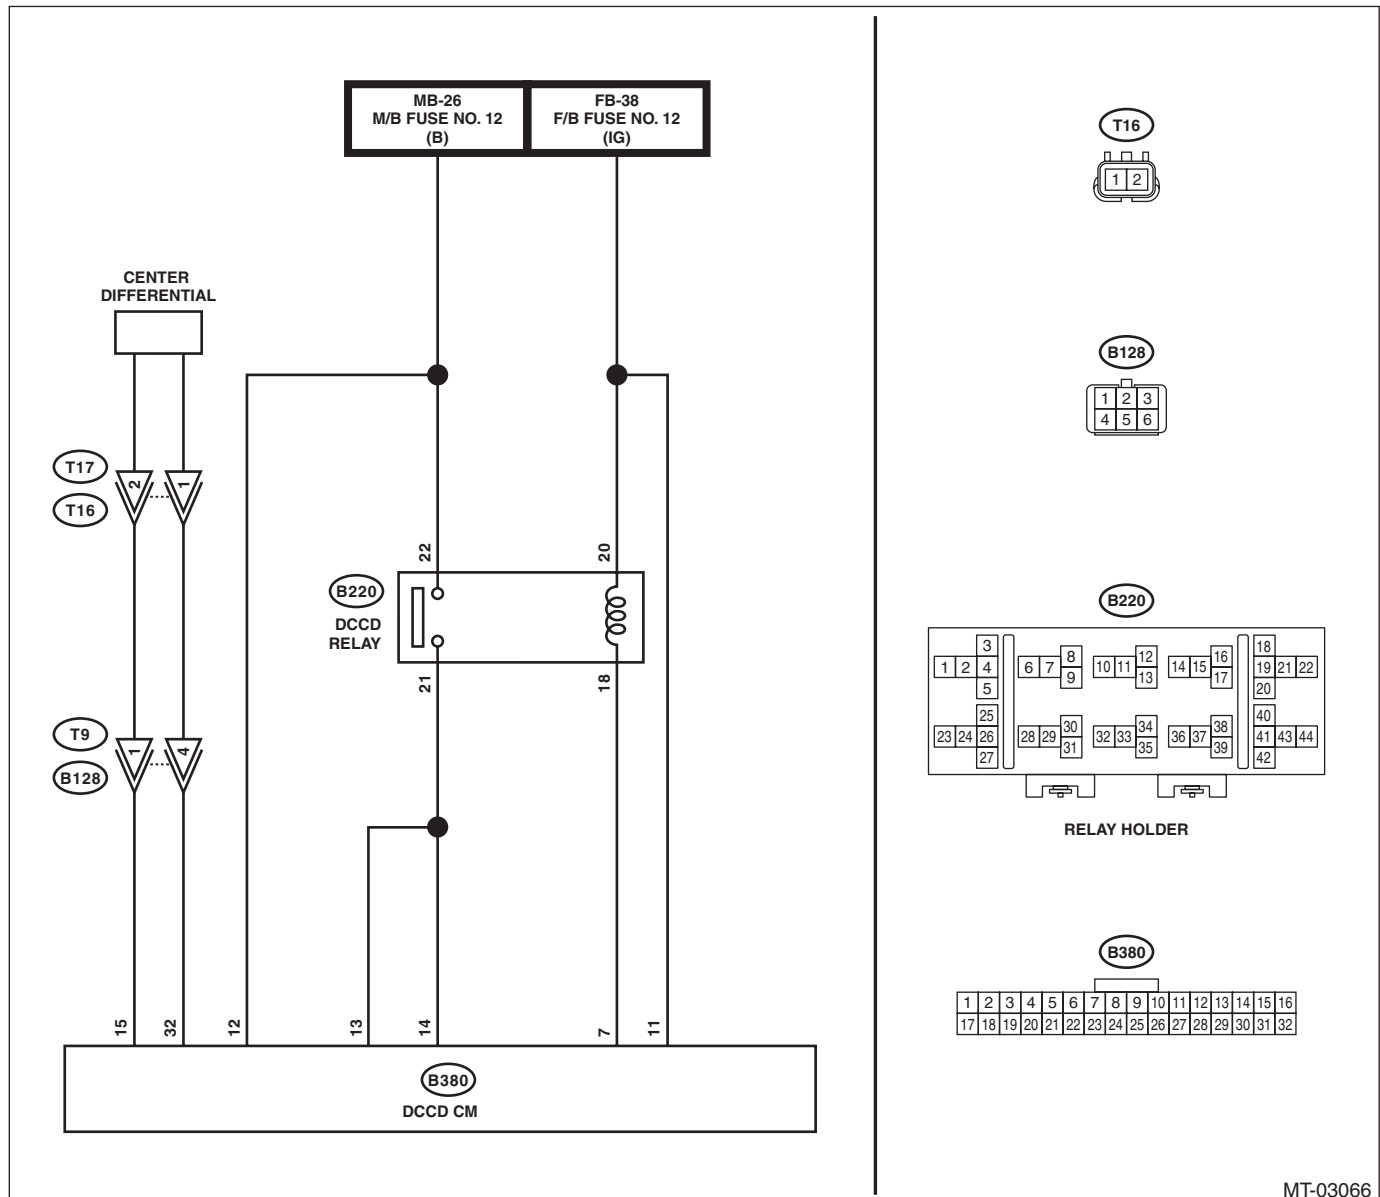 MB-26
M/B FUSE NO. 12
(B)
FB-38
F/B FUSE NO. 12
(IG)
CENTER
DIFFERENTIAL
T17
T16
2
1
22
20
B220
DCCD
RELAY
21
18
T9
B128
1
4
15
32
12
13
14
7
11
B380
DCCD CM
T16
1 2
B128
1 2 3
4 5 6
B220
3
1 2 4
5
6 7 8
9
10 11 12
13
14 15 16
17
18
19 21 22
20
25
23 24 26
27
28 29 30
31
32 33 34
35
36 37 38
39
40
41 43 44
42
RELAY HOLDER
B380
1 2 3 4 5 6 7 8 9 10 11 12 13 14 15 16
17 18 19 20 21 22 23 24 25 26 27 28 29 30 31 32
MT-03066